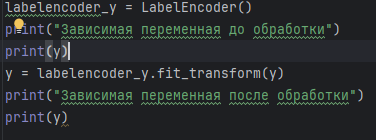 labelencoder_y = LabelEncoder()
print("Зависимая переменная до обработки")
print(y)
y = labelencoder_y.fit_transform(y)
print("Зависимая переменная после обработки")
print(y)